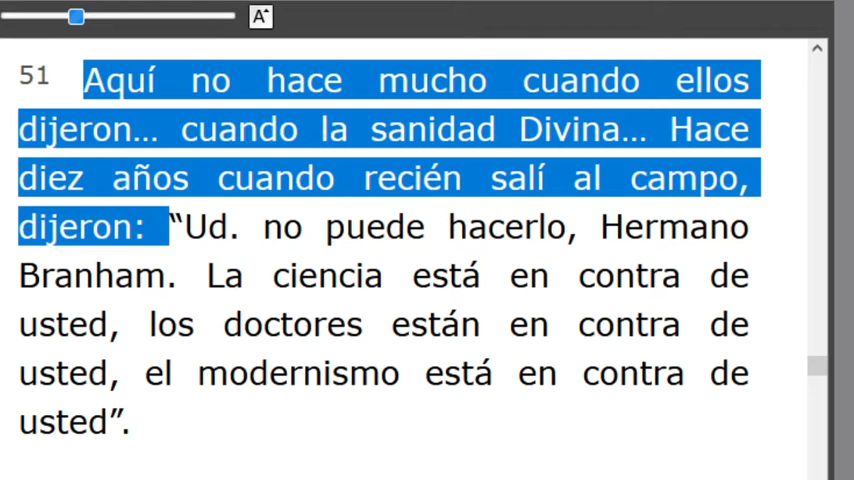 A
51 Aquí no hace mucho cuando ellos
dijeron... cuando la sanidad Divina... Hace
diez años cuando recién salí al campo,
dijeron: “Ud. no puede hacerlo, Hermano
Branham. La ciencia está en contra de
usted, los doctores están en contra de
usted, el modernismo está en contra de
usted”.